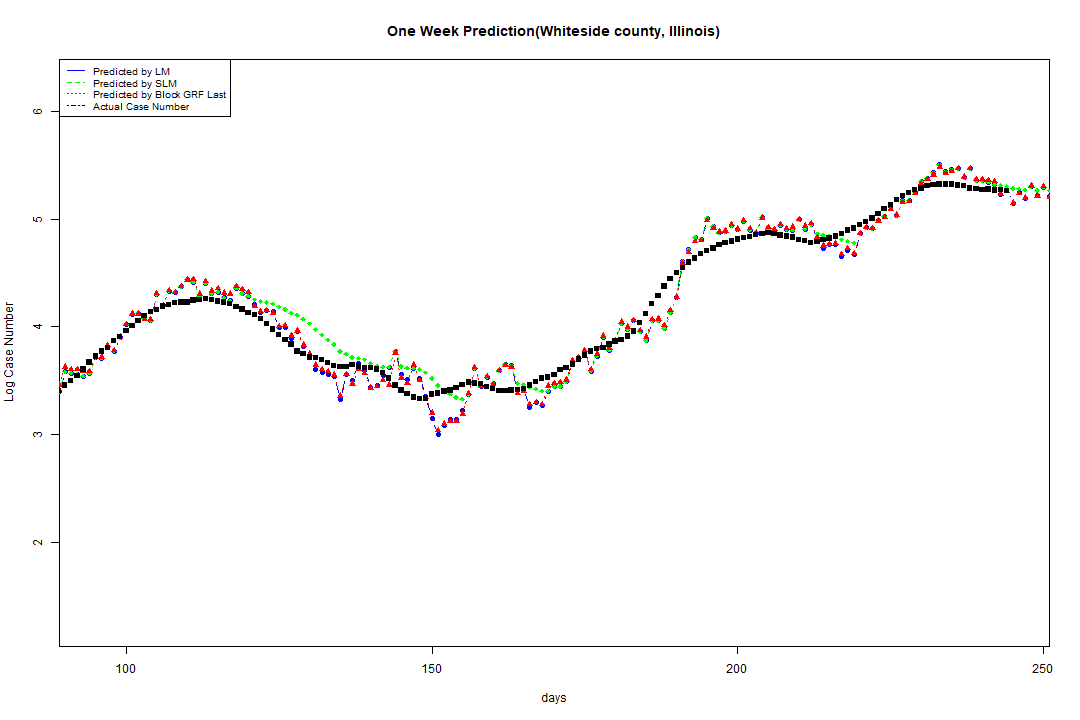 One Week Prediction(Whiteside county, Illinois)
Predicted by LM
Predicted by SLM
Predicted by Block GRF Last
Actual Case Number
6
5
4
3
2
Log Case Number
100
150
200
250
days